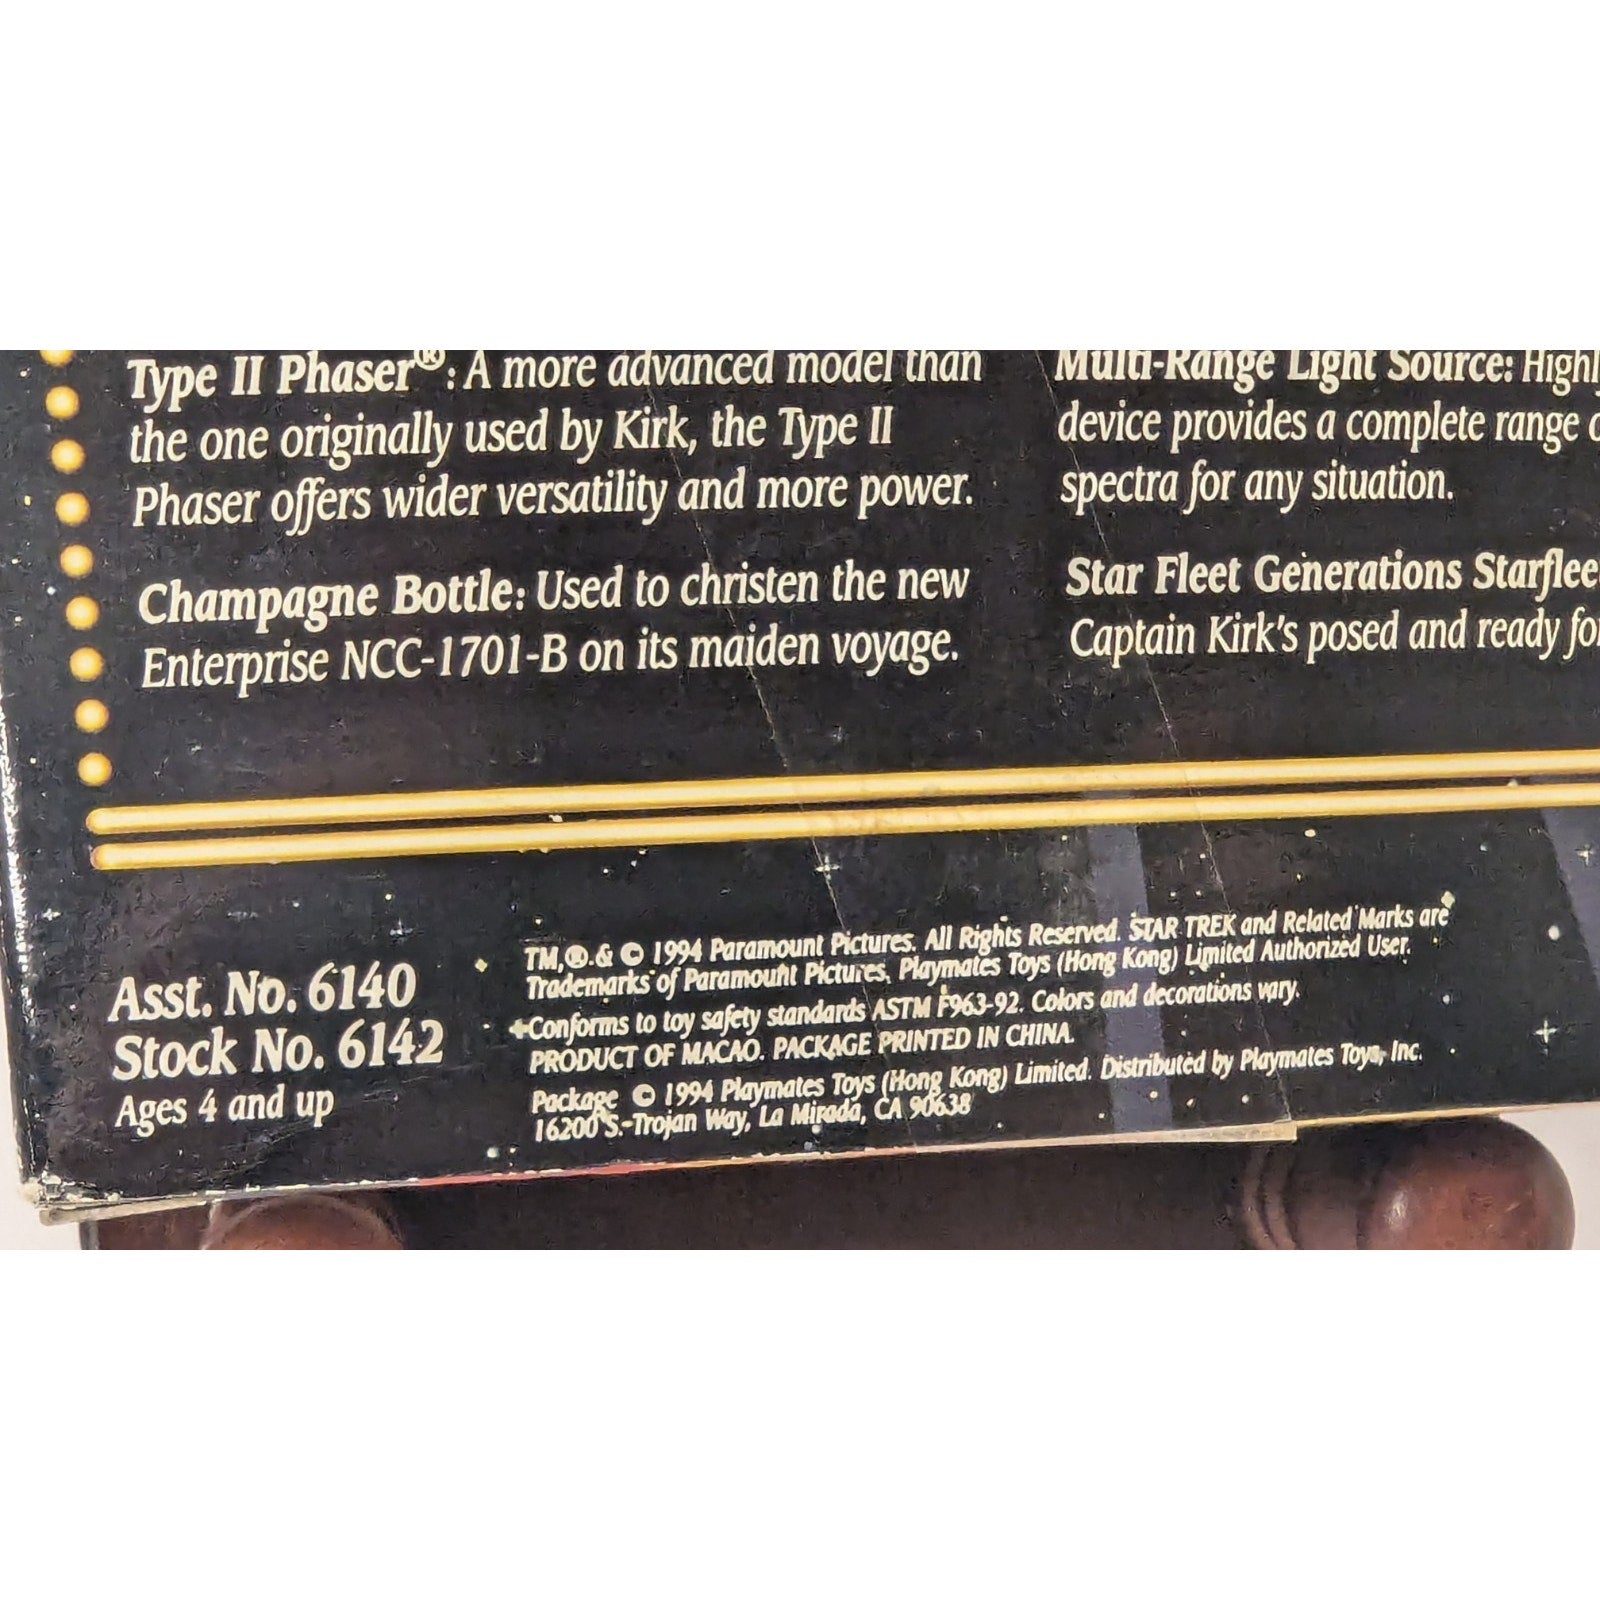 Type II Phaser®: A more advanced model than
the one originally used by Kirk, the Type II
Phaser offers wider versatility and more power.
Champagne Bottle: Used to christen the new
Enterprise NCC-1701-B on its maiden voyage.
Multi-Range Light Source:
device provides a complete range
spectra for any situation.
Star Fleet Generations
Captain Kirk's posed and ready
Asst. No. 6140
Stock No. 6142
Ages 4 and up
TM,®.& © 1994 Paramount Pictures. All Rights Reserved. STAR TREK and Related Marks are
Trademarks of Paramount Pictures. Playmates Toys (Hong Kong) Limited Authorized User.
Conforms to toy safety standards ASTM F963-92. Colors and decorations vary.
PRODUCT OF MACAO. PACKAGE PRINTED IN CHINA.
Package © 1994 Playmates Toys (Hong Kong) Limited. Distributed by Playmates Toys, Inc.
16200 S. Trojan Way, La Mirada, CA 90638